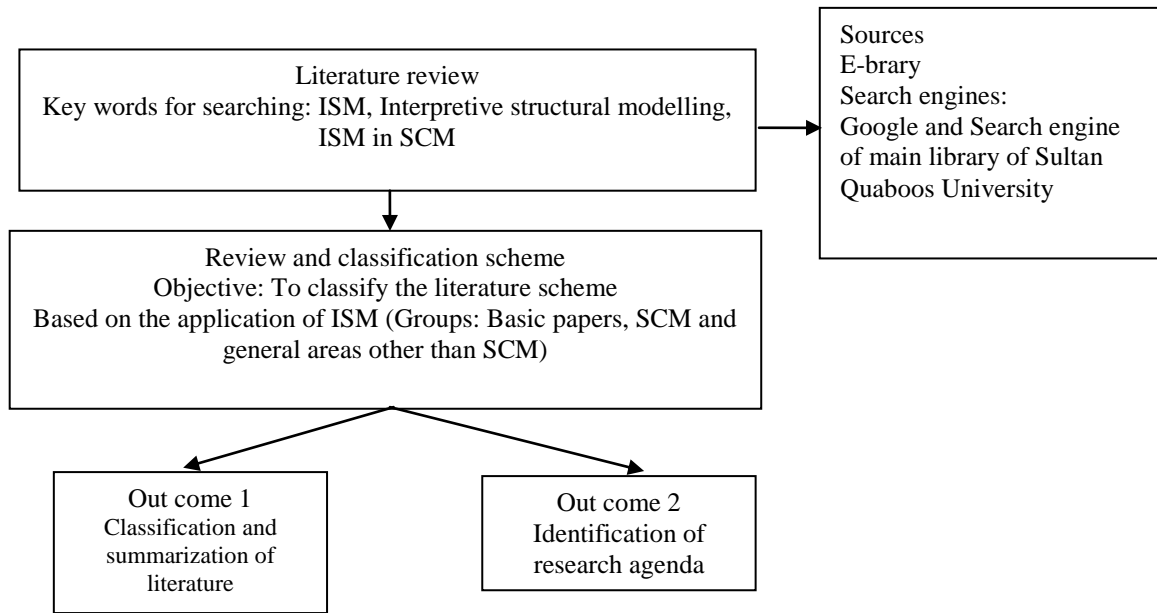 Literature review
Key words for searching: ISM, Interpretive structural modelling,
ISM in SCM
Sources
E-brary
Search engines:
Google and Search engine
of main library of Sultan
Quaboos University
Review and classification scheme
Objective: To classify the literature scheme
Based on the application of ISM (Groups: Basic papers, SCM and
general areas other than SCM)
Out come 1
Classification and
summarization of
literature
Out come 2
Identification of
research agenda